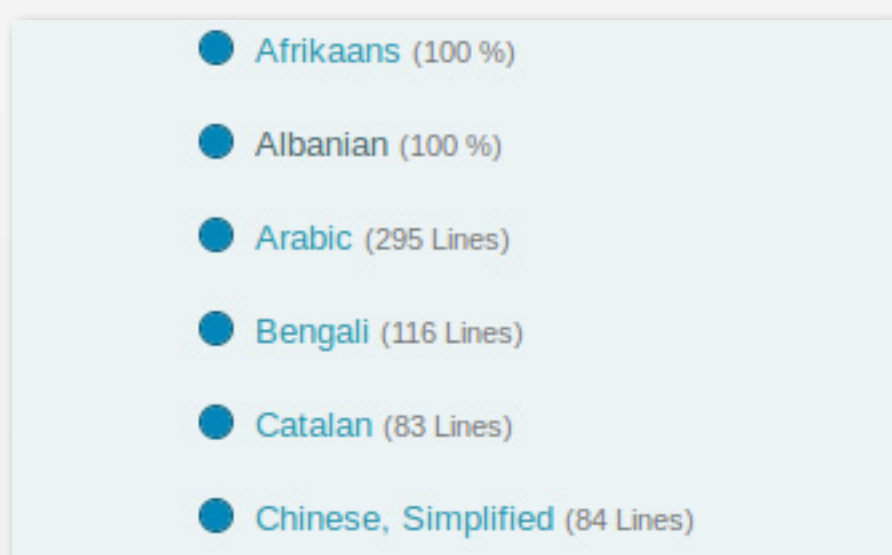 Afrikaans (100 %)
Albanian (100 %)
Arabic (295 Lines)
Bengali (116 Lines)
Catalan (83 Lines)
Chinese, Simplified (84 Lines)